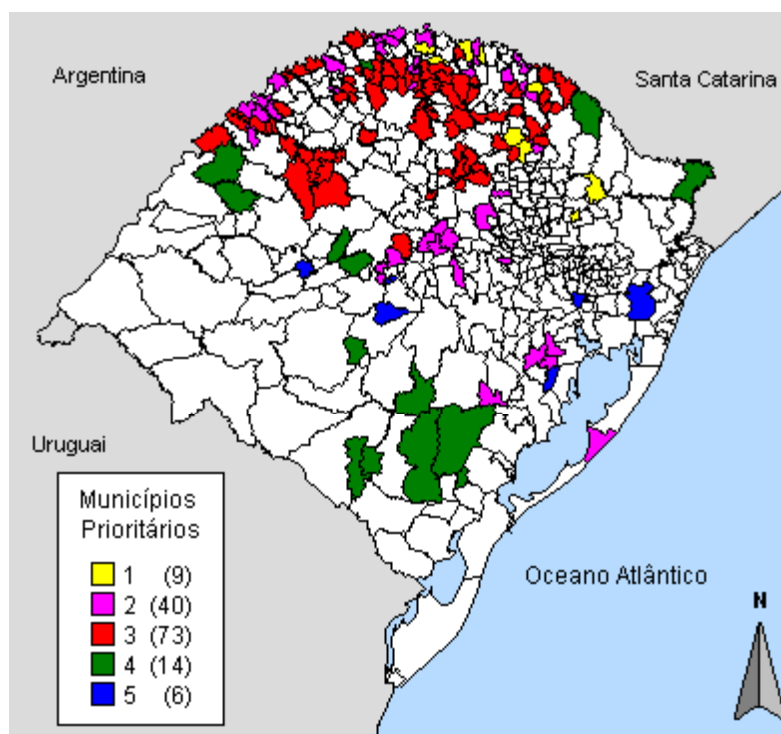 Argentina
Santa Catarina
Uruguai
Municípios
Prioritários
1 (9)
2 (40)
3 (73)
4 (14)
5 (6)
Oceano Atlântico
N